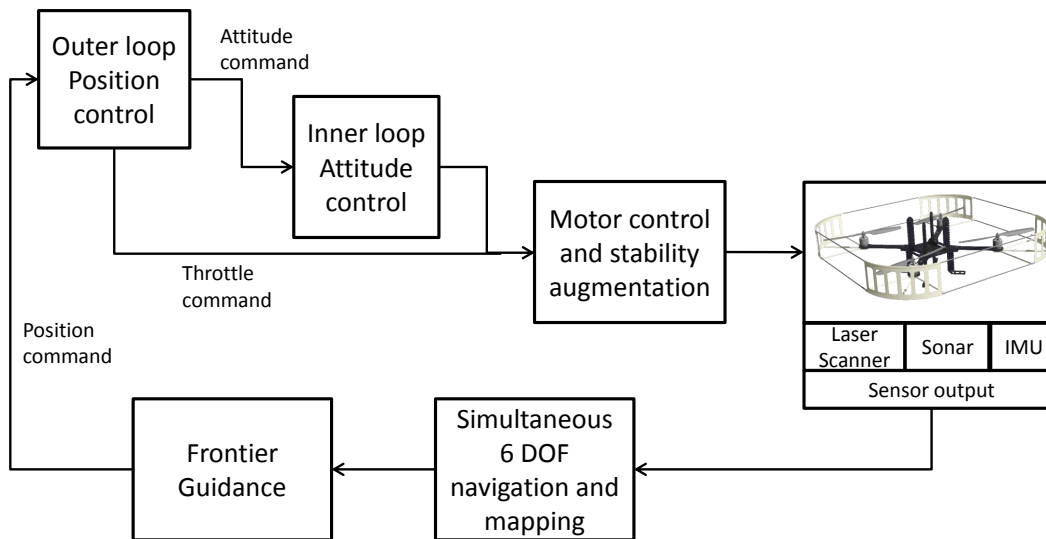 Outer loop
Position
control
Attitude
command
Inner loop
Attitude
control
Throttle
command
Motor control
and stability
augmentation
Laser
Scanner
Sonar
IMU
Sensor output
Position
command
Frontier
Guidance
Simultaneous
6 DOF
navigation and
mapping